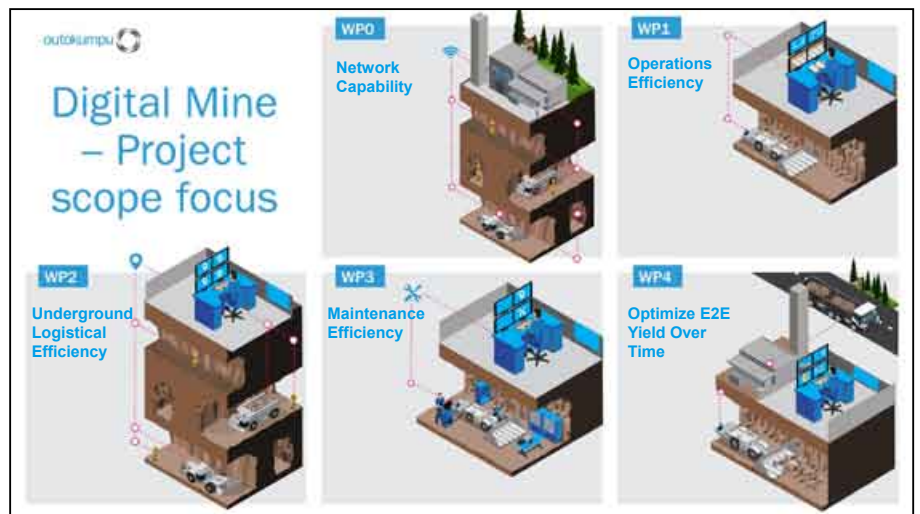 outokumpu
Digital Mine
– Project
scope focus
WP0
Network
Capability
WP1
Operations
Efficiency
WP2
Underground
Logistical
Efficiency
WP3
Maintenance
Efficiency
WP4
Optimize E2E
Yield Over
Time